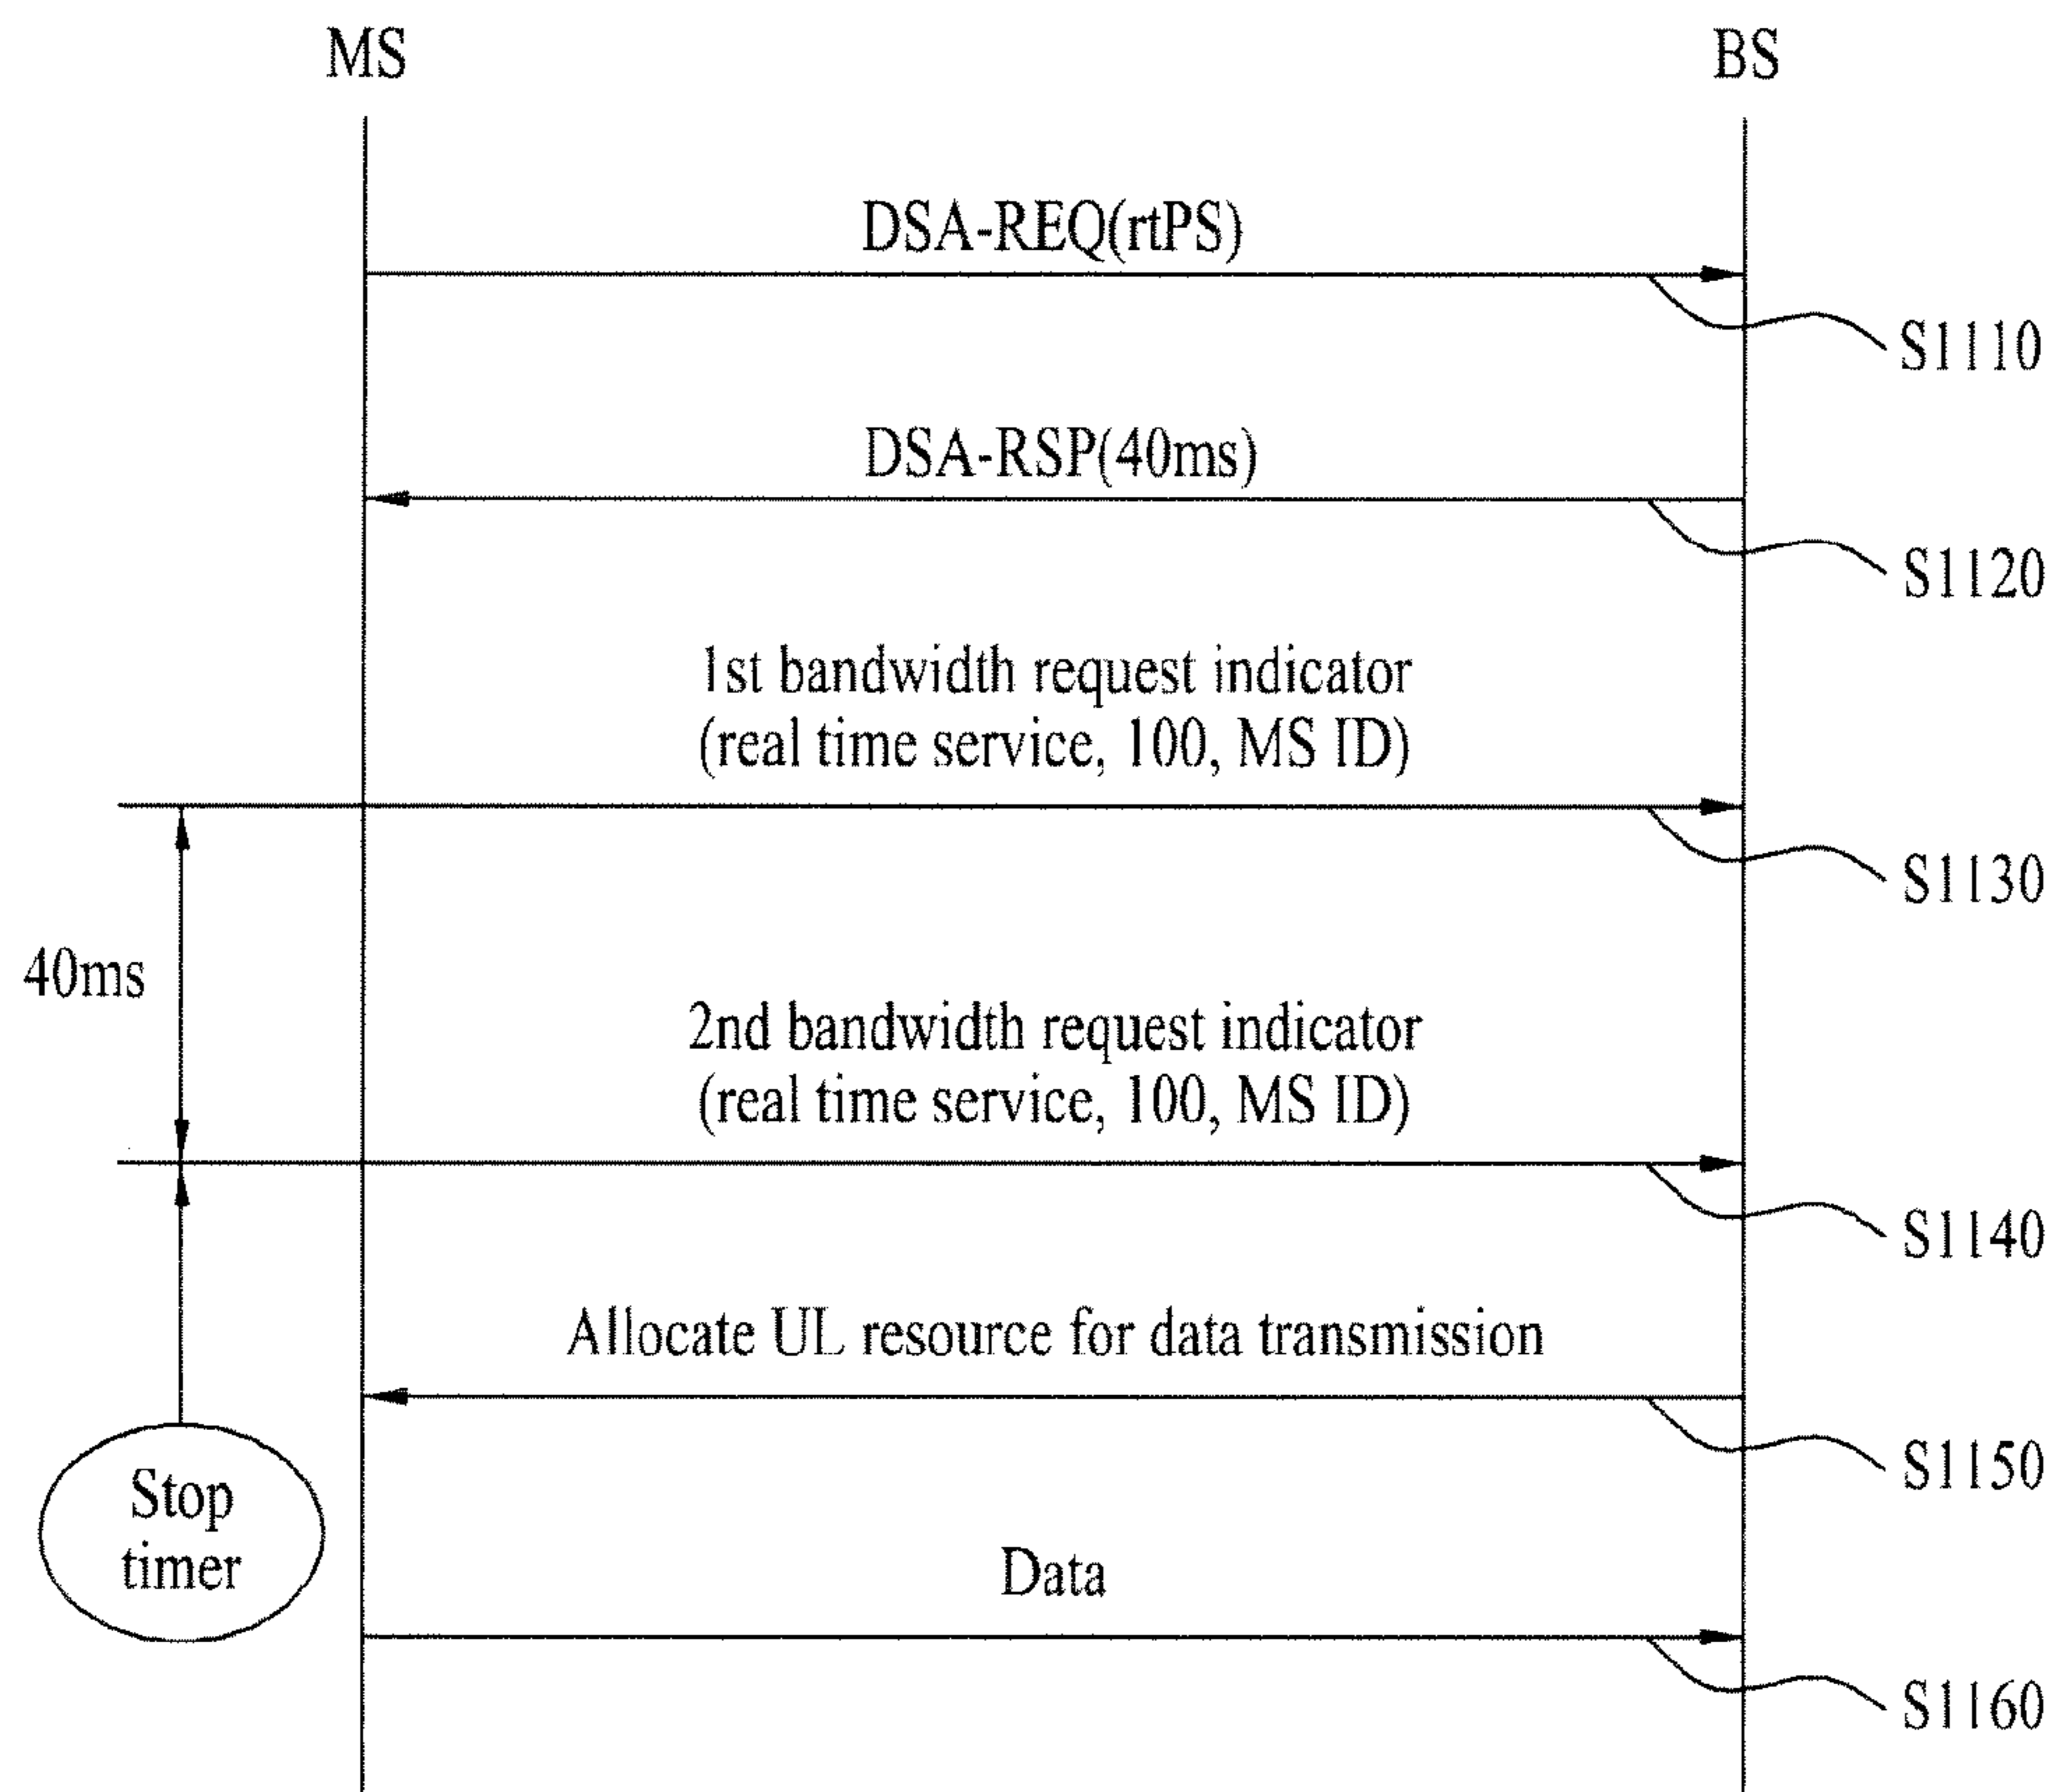 MS
BS
DSA-REQ(rtPS)
S1110
DSA-RSP(40ms)
S1120
1st bandwidth request indicator
(real time service, 100, MS ID)
S1130
40ms
2nd bandwidth request indicator
(real time service, 100, MS ID)
S1140
Allocate UL resource for data transmission
S1150
Stop
timer
Data
S1160